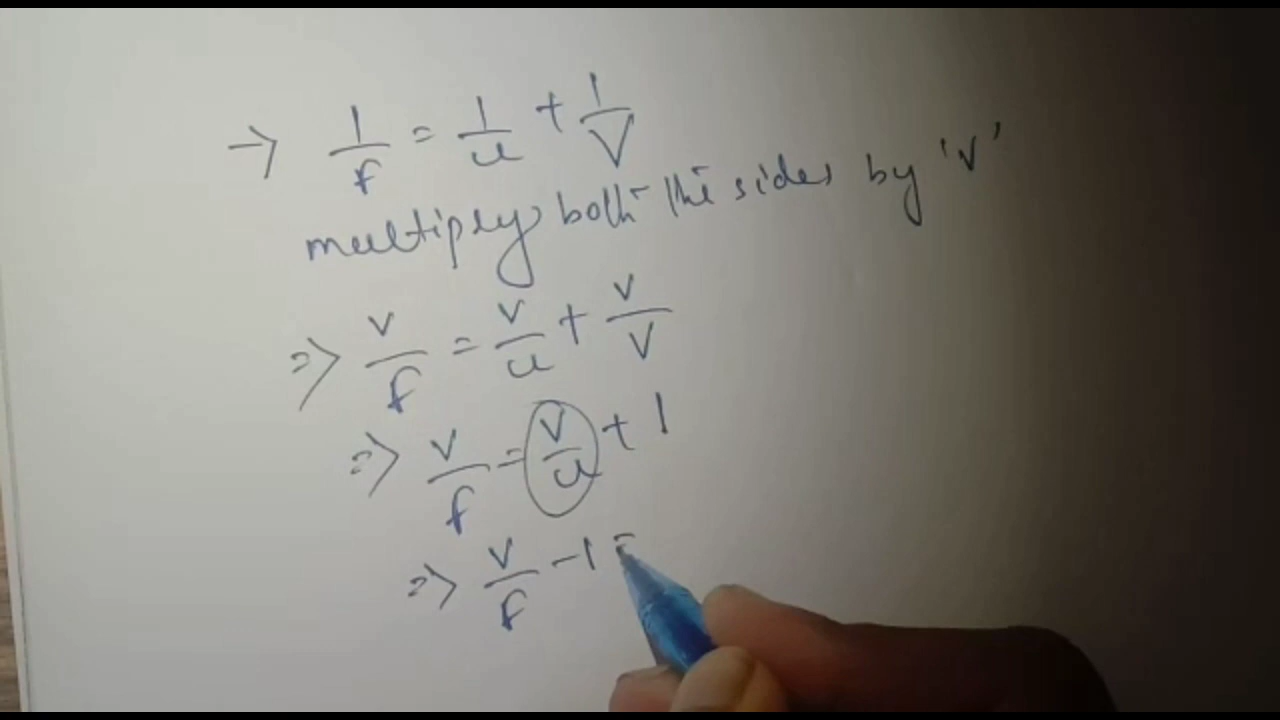 → 1/f = 1/u + 1/V
multiply both the sides by 'V'
⇒ V/f = V/u + V/V
⇒ V/f = V/u + 1
⇒ V/f - 1 =